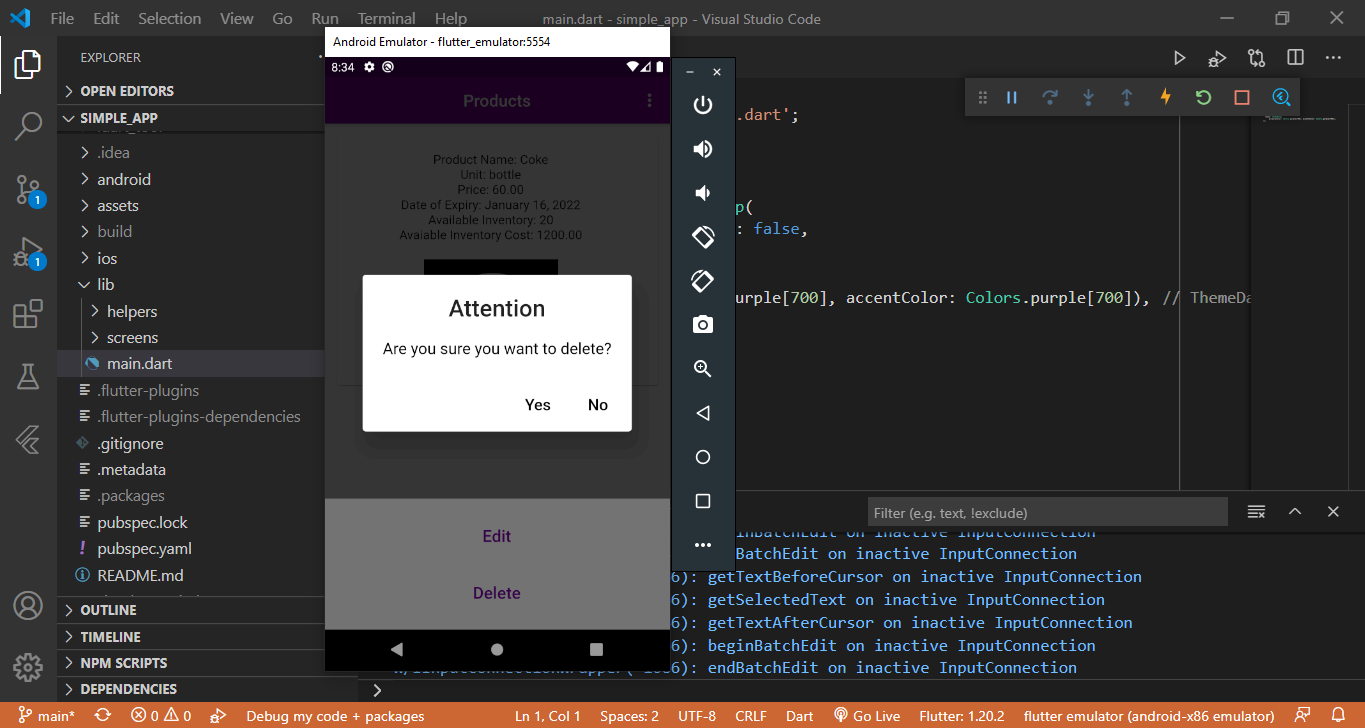 File Edit Selection View Go Run Terminal Help
main.dart - simple_app - Visual Studio Code
EXPLORER
OPEN EDITORS
SIMPLE_APP
.idea
android
assets
build
ios
lib
helpers
screens
main.dart
.flutter-plugins
.flutter-plugins-dependencies
.gitignore
.metadata
.packages
pubspec.lock
pubspec.yaml
README.md
OUTLINE
TIMELINE
NPM SCRIPTS
DEPENDENCIES
1
1
Android Emulator - flutter_emulator:5554
8:34
Products
Product Name: Coke
Unit: bottle
Price: 60.00
Date of Expiry: January 16, 2022
Available Inventory: 20
Avaiable Inventory Cost: 1200.00
Attention
Are you sure you want to delete?
Yes No
Edit
Delete
.dart';
p(
: false,
urple[700], accentColor: Colors.purple[700]), // ThemeDa
Filter (e.g. text, !exclude)
inBatchEdit on inactive InputConnection
BatchEdit on inactive InputConnection
6): getTextBeforeCursor on inactive InputConnection
6): getSelectedText on inactive InputConnection
6): getTextAfterCursor on inactive InputConnection
6): beginBatchEdit on inactive InputConnection
6): endBatchEdit on inactive InputConnection
main* 0 0 Debug my code + packages Ln 1, Col 1 Spaces: 2 UTF-8 CRLF Dart Go Live Flutter: 1.20.2 flutter emulator (android-x86 emulator)